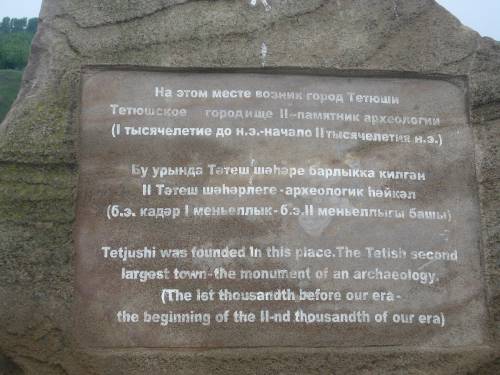 На этом месте возник город Тетюши
Тетюшское городище II-памятник археологии
(I тысячелетие до н.э.-начало II тысячелетия н.э.)
Бу урында Тәтеш шәһәре барлыкка килгән
II Тәтеш шәһәрлеге-археологик һәйкәл
(б.э. кадәр I меньеллык-б.э.II меньеллыгы башы)
Tetjushi was founded in this place.The Tetish second
largest town-the monument of an archaeology.
(The Ist thousandth before our era-
the beginning of the II-nd thousandth of our era)